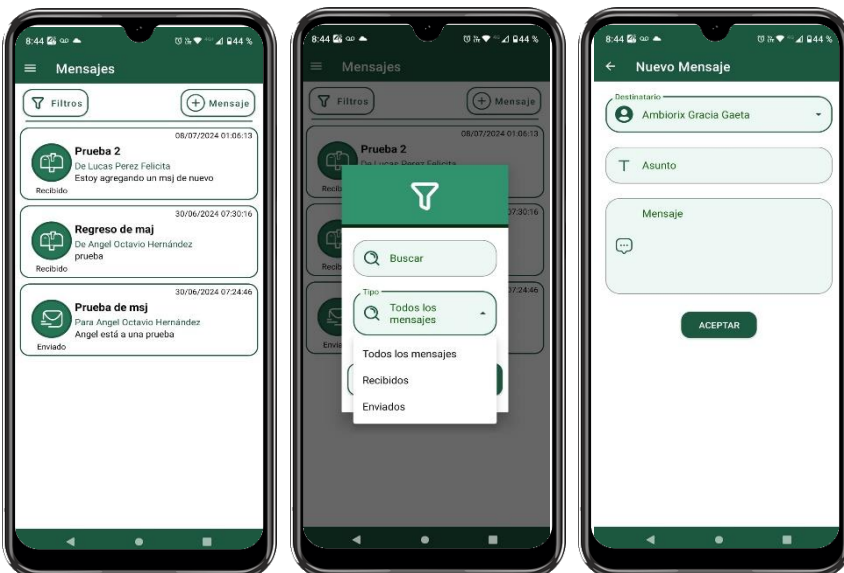 8:44 44 %
Mensajes
Filtros
Mensaje
08/07/2024 01:06:13
Prueba 2
De Lucas Perez Felicita
Estoy agregando un msj de nuevo
Recibido
30/06/2024 07:30:16
Regreso de maj
De Angel Octavio Hernández
prueba
Recibido
30/06/2024 07:24:46
Prueba de msj
Para Angel Octavio Hernández
Angel está a una prueba
Enviado
8:44 44 %
Mensajes
Filtros
Mensaje
08/07/2024 01:06:13
Prueba 2
De Lucas Perez Felicita
Buscar
Tipo
Todos los
mensajes
Todos los mensajes
Recibidos
Enviados
8:44 44 %
Nuevo Mensaje
Destinatario
Ambiorix Gracia Gaeta
T Asunto
Mensaje
ACEPTAR